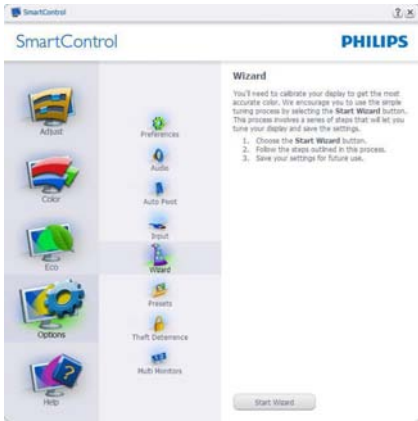 SmartControl
SmartControl
PHILIPS
Adjust
Color
Eco
Options
Help
Preferences
Audio
Auto Pivot
Input
Wizard
Presets
Theft Deterrence
Multi Monitors
Wizard
You'll need to calibrate your display to get the most
accurate color. We encourage you to use the simple
tuning process by selecting the Start Wizard button.
This process involves a series of steps that will let you
tune your display and save the settings.
1. Choose the Start Wizard button.
2. Follow the steps outlined in this process.
3. Save your settings for future use.
Start Wizard